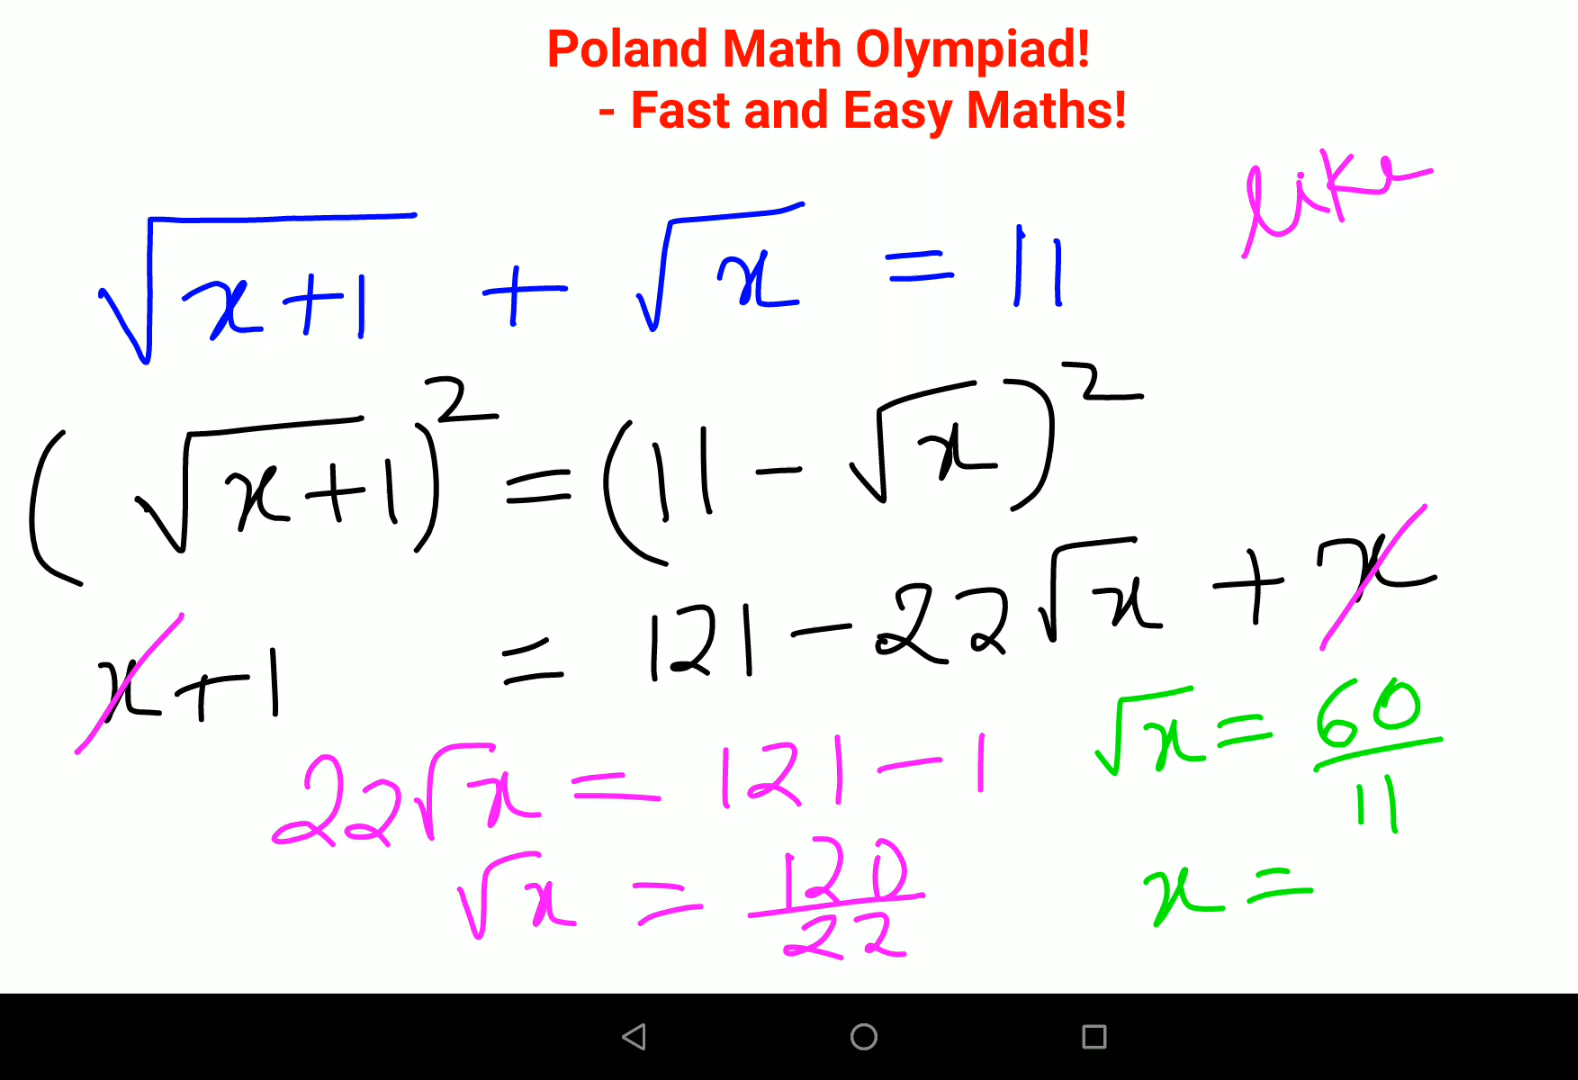 Poland Math Olympiad!
- Fast and Easy Maths!
like
√(x+1) + √x = 11
(√(x+1))² = (11 - √x)²
x+1 = 121 - 22√x + x
22√x = 121 - 1
√x = 120/22
√x = 60/11
x =